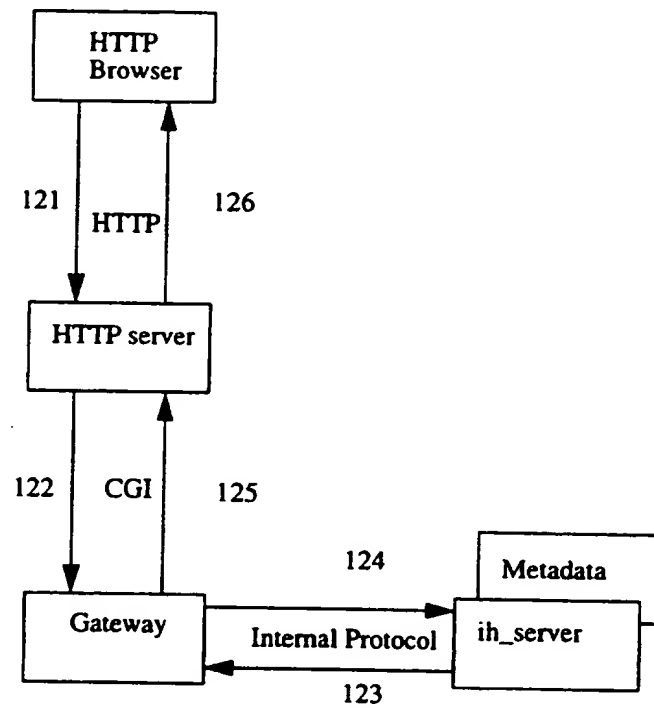 HTTP
Browser
121
HTTP
126
HTTP server
122
CGI
125
124
Metadata
Gateway
Internal Protocol
ih_server
123